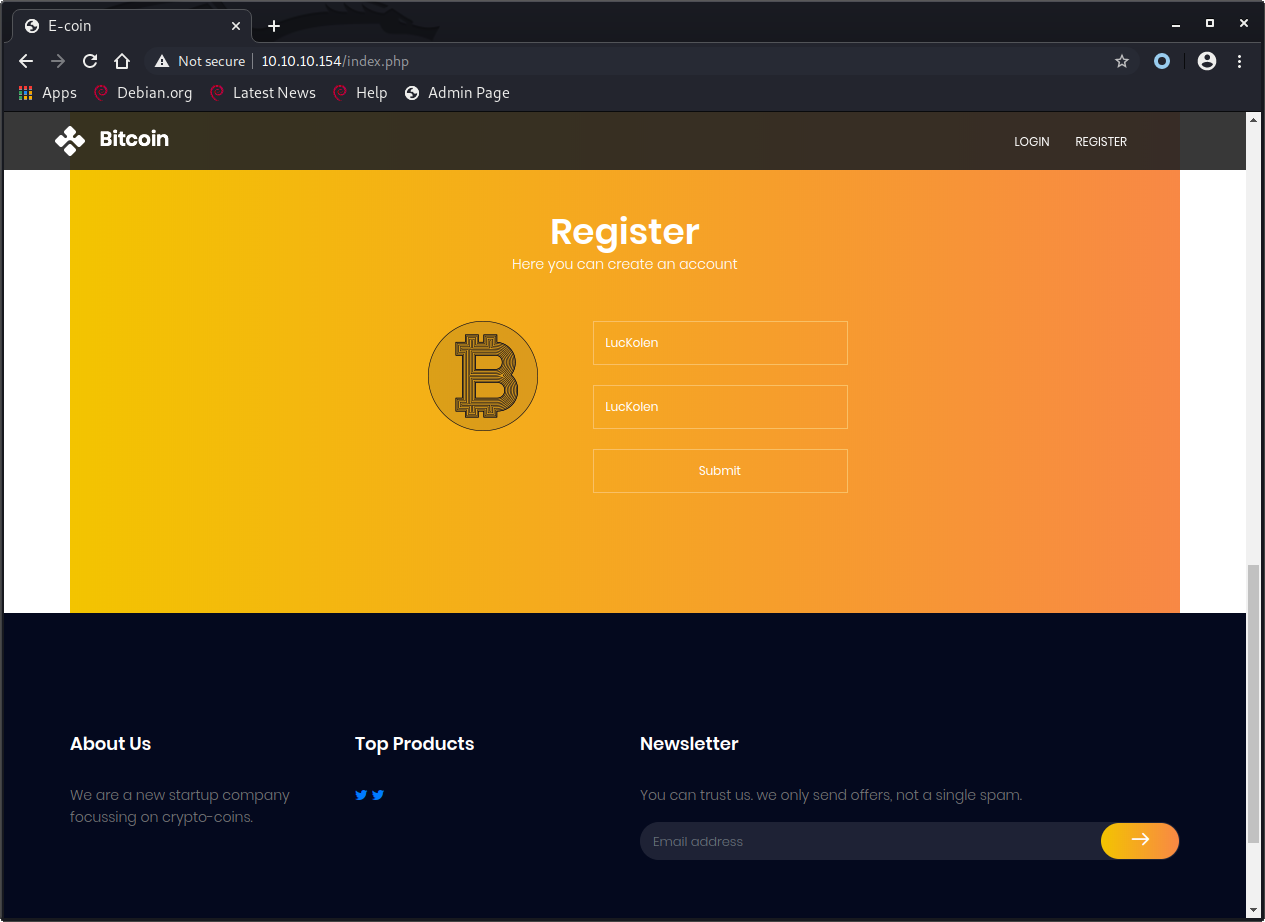 E-coin
Not secure 10.10.10.154/index.php
Apps Debian.org Latest News Help Admin Page
Bitcoin LOGIN REGISTER
Register
Here you can create an account
LucKolen
LucKolen
Submit
About Us
We are a new startup company
focussing on crypto-coins.
Top Products
Newsletter
You can trust us. we only send offers, not a single spam.
Email address